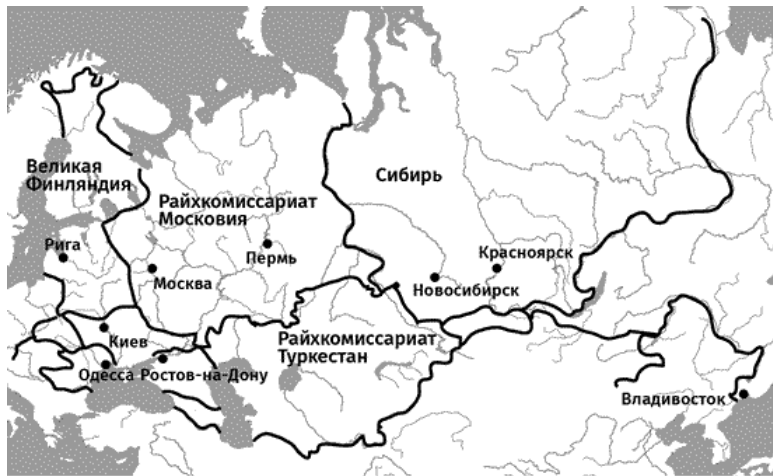 Великая
Финляндия
Райхкомиссариат
Московия
Сибирь
Рига
Москва
Пермь
Красноярск
Новосибирск
Киев
Райхкомиссариат
Туркестан
Одесса Ростов-на-Дону
Владивосток